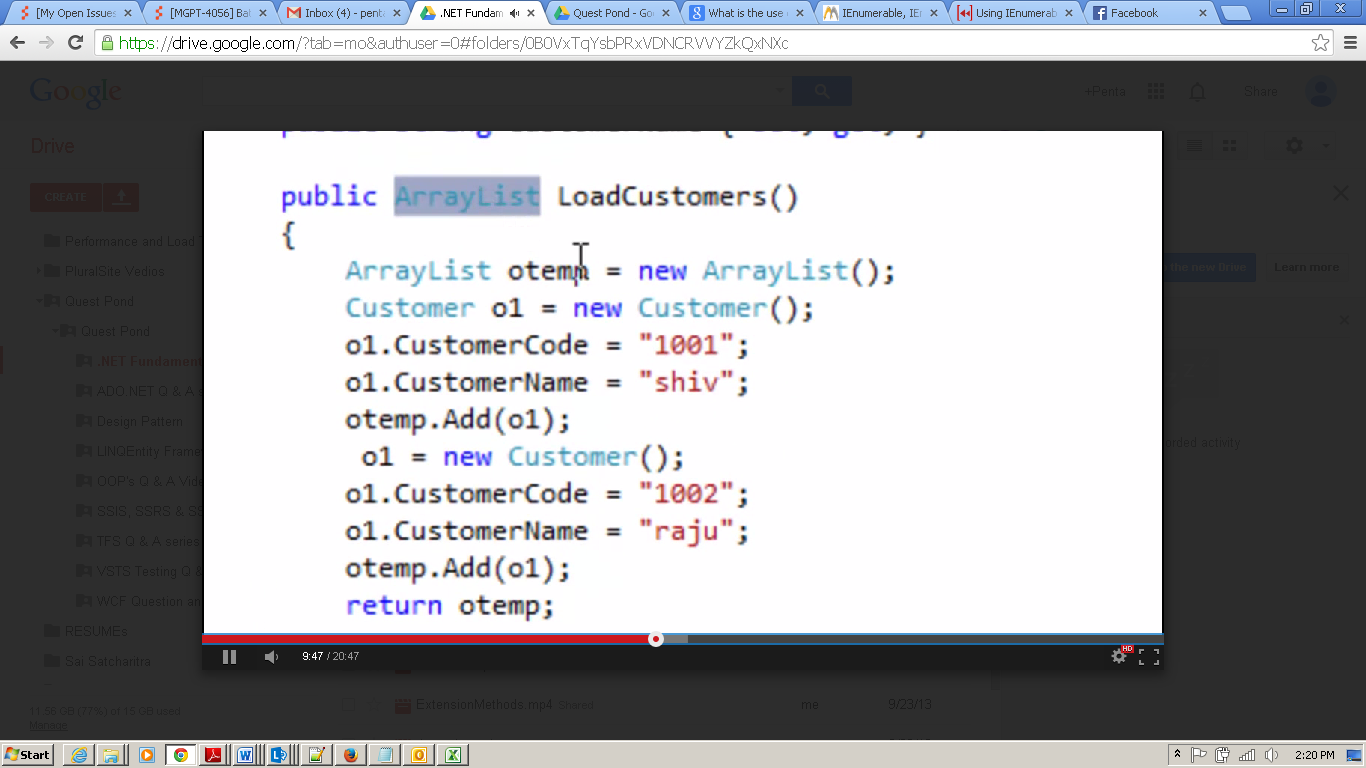 [My Open Issues
[MGPT-4056] Bat
Inbox (4) - penta
.NET Fundam
Quest Pond - Go
What is the use
IEnumerable, IE
Using IEnumerab
Facebook
https://drive.google.com/?tab=mo&authuser=0#folders/0B0VxTqYsbPRxVDNCRVVYZkQxNXc
Google
+Penta
Share
Drive
CREATE
Performance and Load
PluralSite Vedios
Quest Pond
Quest Pond
.NET Fundamen
ADO.NET Q & A s
Design Pattern
LINQEntity Frame
OOP's Q & A Vide
SSIS, SSRS & SS
TFS Q & A series
VSTS Testing Q &
WCF Question an
RESUMEs
Sai Satcharitra
11.58 GB (77%) of 15 GB used
Manage
the new Drive
Learn more
orded activity
public ArrayList LoadCustomers()
{
ArrayList otemp = new ArrayList();
Customer o1 = new Customer();
o1.CustomerCode = "1001";
o1.CustomerName = "shiv";
otemp.Add(o1);
o1 = new Customer();
o1.CustomerCode = "1002";
o1.CustomerName = "raju";
otemp.Add(o1);
return otemp;
9:47 / 20:47
HD
ExtensionMethods.mp4 Shared
me
9/23/13
Start
2:20 PM